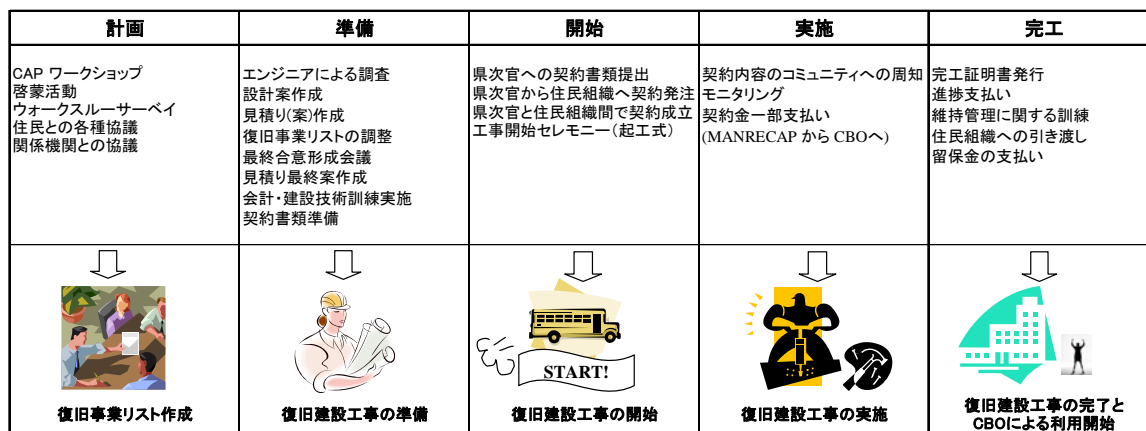 計画
準備
開始
実施
完工
CAP ワークショップ
啓蒙活動
ウォークスルーサーベイ
住民との各種協議
関係機関との協議
エンジニアによる調査
設計案作成
見積り(案)作成
復旧事業リストの調整
最終合意形成会議
見積り最終案作成
会計・建設技術訓練実施
契約書類準備
県次官への契約書類提出
県次官から住民組織へ契約発注
県次官と住民組織間で契約成立
工事開始セレモニー(起工式)
契約内容のコミュニティへの周知
モニタリング
契約金一部支払い
(MANRECAP から CBOへ)
完工証明書発行
進捗支払い
維持管理に関する訓練
住民組織への引き渡し
留保金の支払い
START!
復旧事業リスト作成
復旧建設工事の準備
復旧建設工事の開始
復旧建設工事の実施
復旧建設工事の完了と
CBOによる利用開始